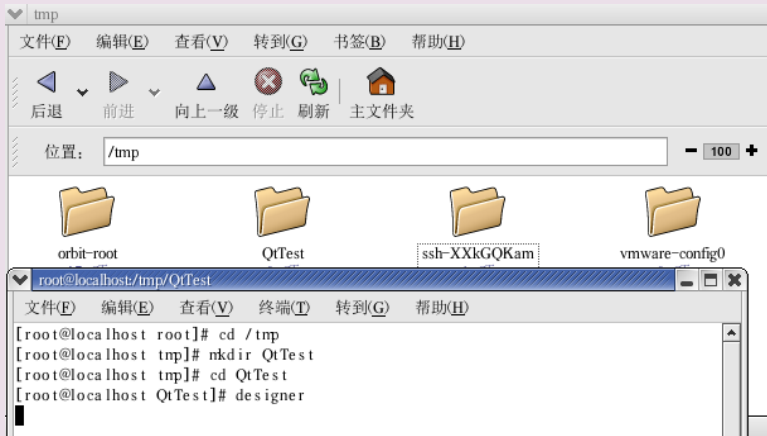 tmp
文件(F) 编辑(E) 查看(V) 转到(G) 书签(B) 帮助(H)
后退 前进 向上一级 停止 刷新 主文件夹
位置: /tmp 100
orbit-root QtTest ssh-XXkGQKam vmware-config0
root@localhost:/tmp/QtTest
文件(F) 编辑(E) 查看(V) 终端(T) 转到(G) 帮助(H)
[root@localhost root]# cd /tmp
[root@localhost tmp]# mkdir QtTest
[root@localhost tmp]# cd QtTest
[root@localhost QtTest]# designer